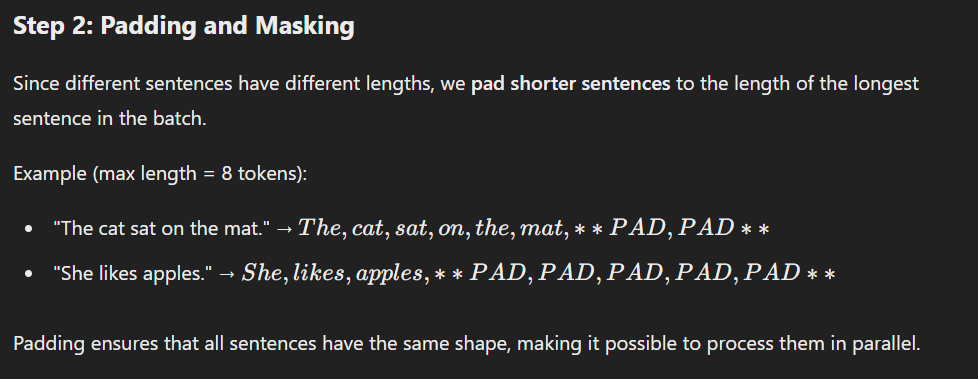 Step 2: Padding and Masking
Since different sentences have different lengths, we pad shorter sentences to the length of the longest
sentence in the batch.
Example (max length = 8 tokens):
• "The cat sat on the mat." → The, cat, sat, on, the, mat, ∗ ∗ PAD, PAD ∗ ∗
• "She likes apples." → She, likes, apples, ∗ ∗ PAD, PAD, PAD, PAD, PAD ∗ ∗
Padding ensures that all sentences have the same shape, making it possible to process them in parallel.